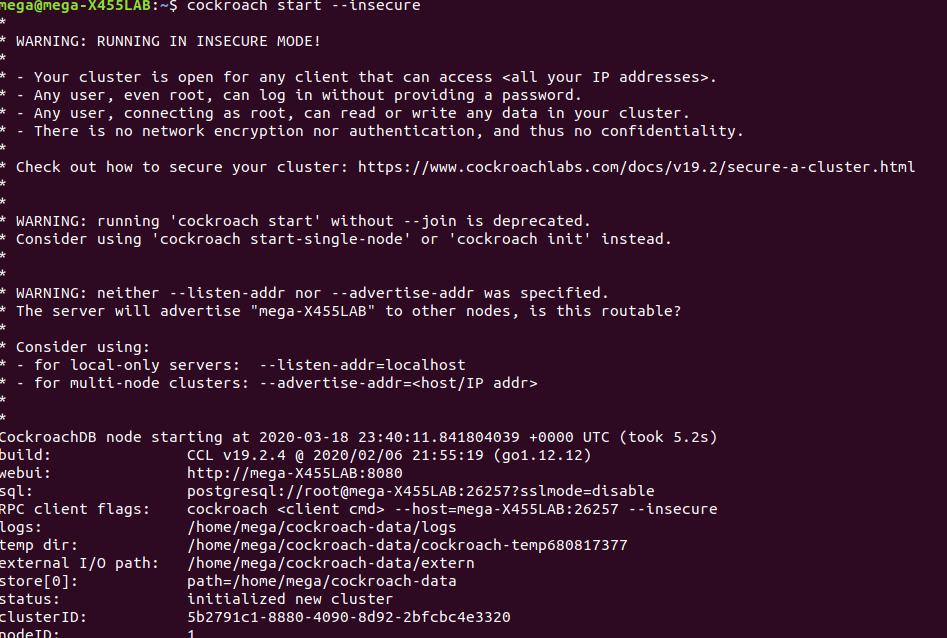 mega@mega-X455LAB:~$ cockroach start --insecure
*
* WARNING: RUNNING IN INSECURE MODE!
*
* - Your cluster is open for any client that can access <all your IP addresses>.
* - Any user, even root, can log in without providing a password.
* - Any user, connecting as root, can read or write any data in your cluster.
* - There is no network encryption nor authentication, and thus no confidentiality.
*
* Check out how to secure your cluster: https://www.cockroachlabs.com/docs/v19.2/secure-a-cluster.html
*
*
* WARNING: running 'cockroach start' without --join is deprecated.
* Consider using 'cockroach start-single-node' or 'cockroach init' instead.
*
*
* WARNING: neither --listen-addr nor --advertise-addr was specified.
* The server will advertise "mega-X455LAB" to other nodes, is this routable?
*
* Consider using:
* - for local-only servers:  --listen-addr=localhost
* - for multi-node clusters: --advertise-addr=<host/IP addr>
*
*
CockroachDB node starting at 2020-03-18 23:40:11.841804039 +0000 UTC (took 5.2s)
build:               CCL v19.2.4 @ 2020/02/06 21:55:19 (go1.12.12)
webui:               http://mega-X455LAB:8080
sql:                 postgresql://root@mega-X455LAB:26257?sslmode=disable
RPC client flags:    cockroach <client cmd> --host=mega-X455LAB:26257 --insecure
logs:                /home/mega/cockroach-data/logs
temp dir:            /home/mega/cockroach-data/cockroach-temp680817377
external I/O path:   /home/mega/cockroach-data/extern
store[0]:            path=/home/mega/cockroach-data
status:              initialized new cluster
clusterID:           5b2791c1-8880-4090-8d92-2bfcbc4e3320
nodeID:              1